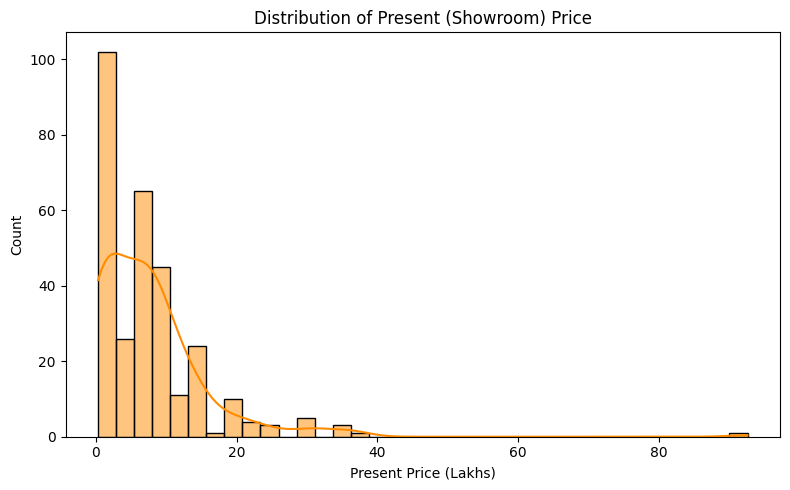 Distribution of Present (Showroom) Price
100
80
60
40
20
0
Count
0 20 40 60 80
Present Price (Lakhs)